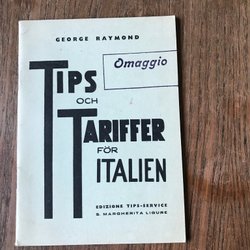 GEORGE RAYMOND
Omaggio
TIPS
OCH
TARIFFER
FÖR
ITALIEN
EDIZIONE TIPS-SERVICE
S. MARGHERITA LIGURE